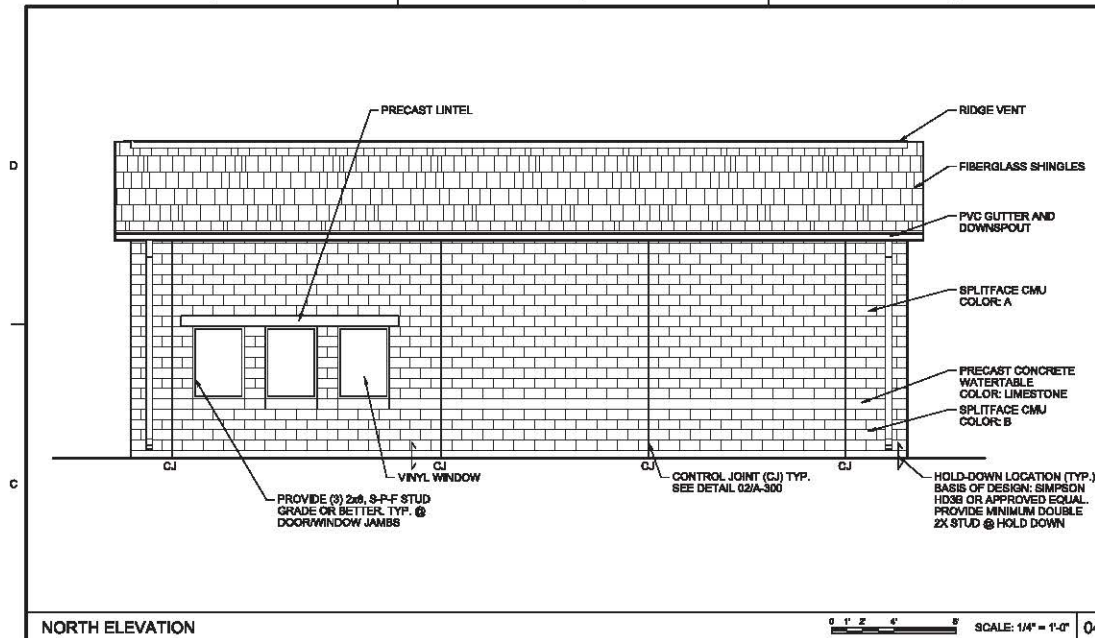 D
C
PRECAST LINTEL
RIDGE VENT
FIBERGLASS SHINGLES
PVC GUTTER AND
DOWNSPOUT
SPLITFACE CMU
COLOR: A
PRECAST CONCRETE
WATERTABLE
COLOR: LIMESTONE
SPLITFACE CMU
COLOR: B
CJ
CJ
CJ
VINYL WINDOW
CONTROL JOINT (CJ) TYP.
SEE DETAIL 02/A-300
HOLD-DOWN LOCATION (TYP.)
BASIS OF DESIGN: SIMPSON
HD3B OR APPROVED EQUAL.
PROVIDE MINIMUM DOUBLE
2X STUD @ HOLD DOWN
PROVIDE (3) 2x6, S-P-F STUD
GRADE OR BETTER, TYP. @
DOOR/WINDOW JAMBS
NORTH ELEVATION
0 1' 2' 4' 8'
SCALE: 1/4" = 1'-0"